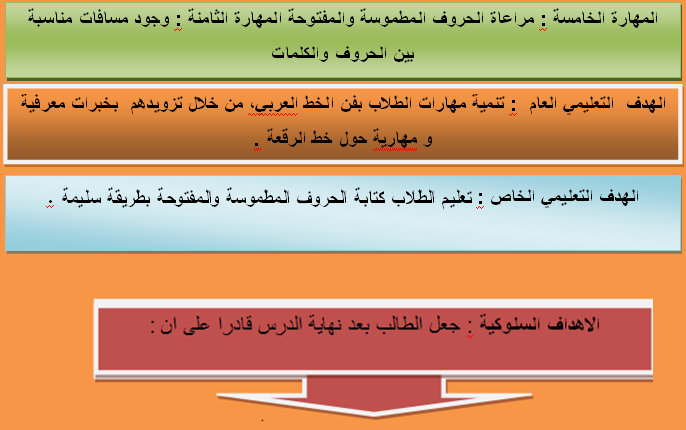 المهارة الخامسة : مراعاة الحروف المطموسة والمفتوحة المهارة الثامنة : وجود مسافات مناسبة
بين الحروف والكلمات
الهدف التعليمي العام : تنمية مهارات الطلاب بفن الخط العربي، من خلال تزويدهم بخبرات معرفية
و مهارية حول خط الرقعة .
الهدف التعليمي الخاص : تعليم الطلاب كتابة الحروف المطموسة والمفتوحة بطريقة سليمة .
الاهداف السلوكية : جعل الطالب بعد نهاية الدرس قادرا على ان :